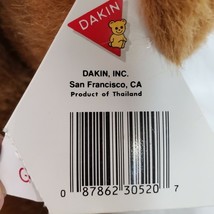 DAKIN
DAKIN, INC.
San Francisco, CA
Product of Thailand
G
0 87862 30520 7